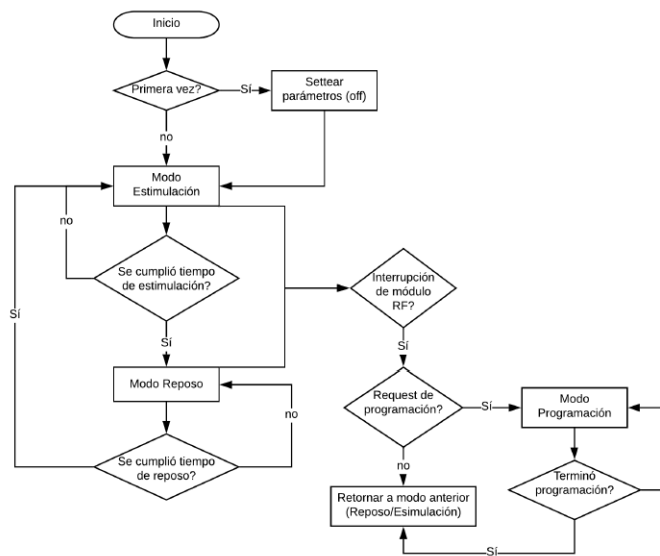 Inicio
Primera vez?
Sí
Settear
parámetros (off)
no
Modo
Estimulación
no
Se cumplió tiempo
de estimulación?
Interrupción
de módulo
RF?
Sí
Sí
Sí
Modo Reposo
no
Request de
programación?
Sí
Modo
Programación
Se cumplió tiempo
de reposo?
no
Terminó
programación?
Retornar a modo anterior
(Reposo/Esimulación)
Sí